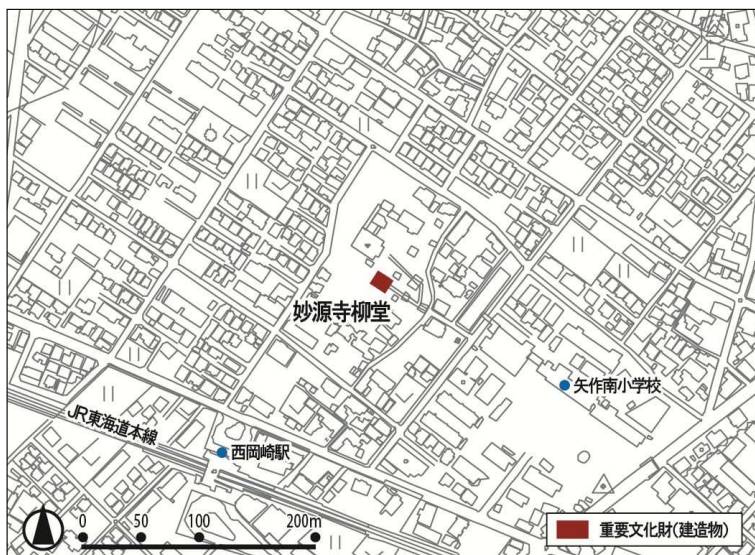 妙源寺柳堂
矢作南小学校
JR東海道本線
西岡崎駅
0 50 100 200m
重要文化財(建造物)